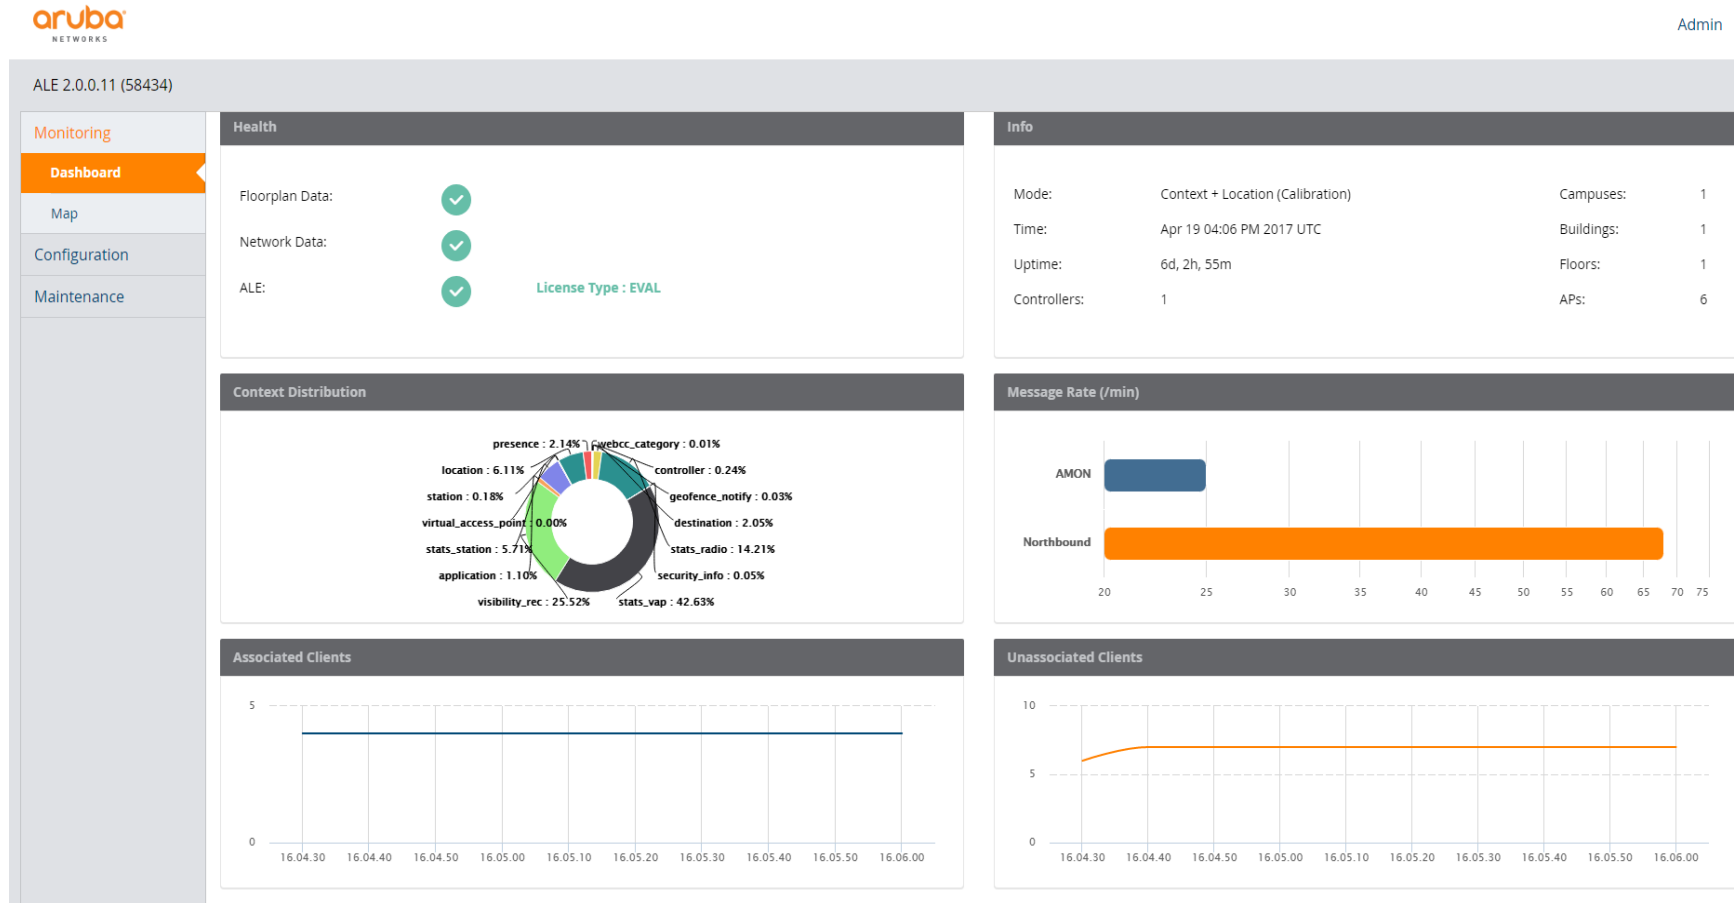 aruba
NETWORKS
Admin
ALE 2.0.0.11 (58434)
Monitoring
Dashboard
Map
Configuration
Maintenance
Health
Floorplan Data:
Network Data:
ALE: License Type : EVAL
Info
Mode: Context + Location (Calibration) Campuses: 1
Time: Apr 19 04:06 PM 2017 UTC Buildings: 1
Uptime: 6d, 2h, 55m Floors: 1
Controllers: 1 APs: 6
Context Distribution
presence : 2.14% webcc_category : 0.01%
location : 6.11% controller : 0.24%
station : 0.18% geofence_notify : 0.03%
virtual_access_point : 0.00% destination : 2.05%
stats_station : 5.71% stats_radio : 14.21%
application : 1.10% security_info : 0.05%
visibility_rec : 25.52% stats_vap : 42.63%
Message Rate (/min)
AMON
Northbound
20 25 30 35 40 45 50 55 60 65 70 75
Associated Clients
5
0
16.04.30 16.04.40 16.04.50 16.05.00 16.05.10 16.05.20 16.05.30 16.05.40 16.05.50 16.06.00
Unassociated Clients
10
5
0
16.04.30 16.04.40 16.04.50 16.05.00 16.05.10 16.05.20 16.05.30 16.05.40 16.05.50 16.06.00